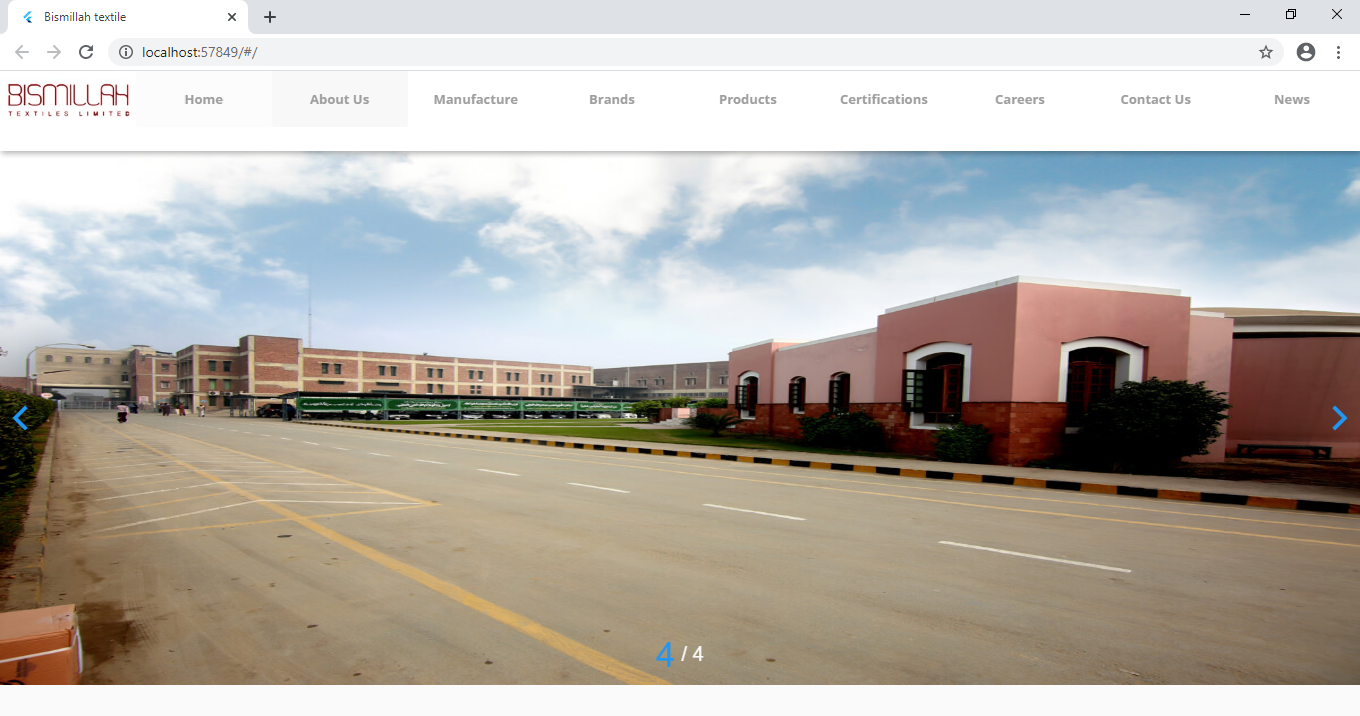 Bismillah textile
localhost:57849/#/
BISMILLAH
TEXTILES LIMITED
Home
About Us
Manufacture
Brands
Products
Certifications
Careers
Contact Us
News
4 / 4